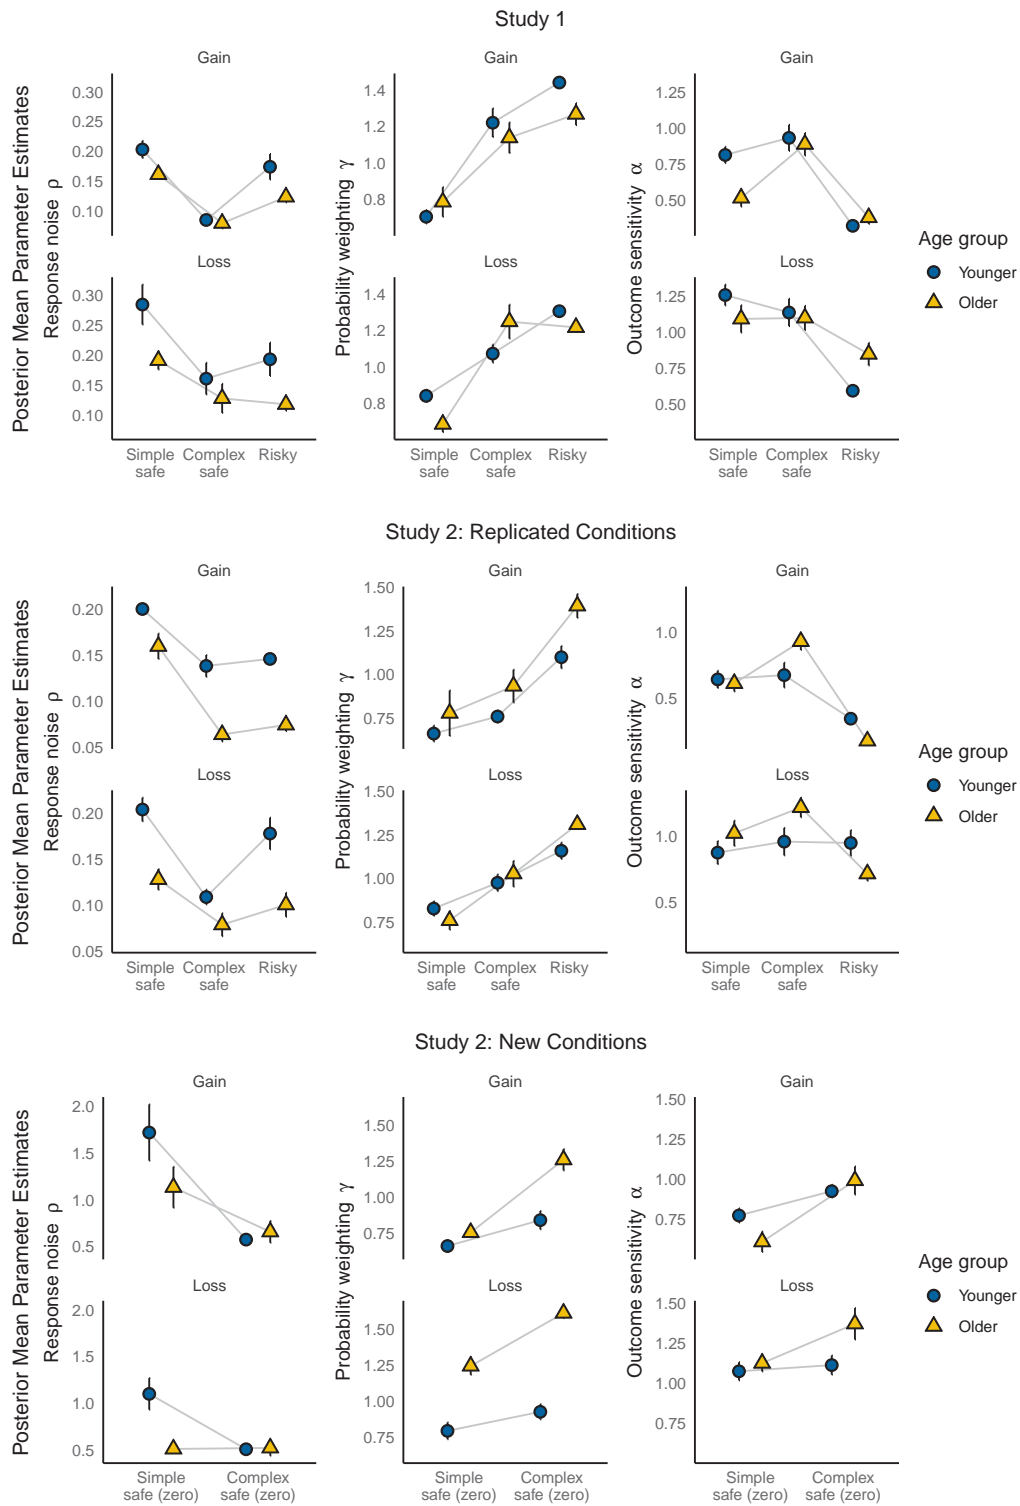 Study 1
Gain
Gain
Gain
Posterior Mean Parameter Estimates
Response noise ρ
0.30
0.25
0.20
0.15
0.10
Probability weighting γ
1.4
1.2
1.0
0.8
Outcome sensitivity α
1.25
1.00
0.75
0.50
Loss
Loss
Loss
0.30
0.25
0.20
0.15
0.10
1.4
1.2
1.0
0.8
1.25
1.00
0.75
0.50
Age group
Younger
Older
Simple safe
Complex safe
Risky
Simple safe
Complex safe
Risky
Simple safe
Complex safe
Risky
Study 2: Replicated Conditions
Gain
Gain
Gain
Posterior Mean Parameter Estimates
Response noise ρ
0.20
0.15
0.10
0.05
Probability weighting γ
1.50
1.25
1.00
0.75
Outcome sensitivity α
1.0
0.5
Loss
Loss
Loss
0.20
0.15
0.10
0.05
1.50
1.25
1.00
0.75
1.0
0.5
Age group
Younger
Older
Simple safe
Complex safe
Risky
Simple safe
Complex safe
Risky
Simple safe
Complex safe
Risky
Study 2: New Conditions
Gain
Gain
Gain
Posterior Mean Parameter Estimates
Response noise ρ
2.0
1.5
1.0
0.5
Probability weighting γ
1.50
1.25
1.00
0.75
Outcome sensitivity α
1.50
1.25
1.00
0.75
Loss
Loss
Loss
2.0
1.5
1.0
0.5
1.50
1.25
1.00
0.75
1.50
1.25
1.00
0.75
Age group
Younger
Older
Simple safe (zero)
Complex safe (zero)
Simple safe (zero)
Complex safe (zero)
Simple safe (zero)
Complex safe (zero)